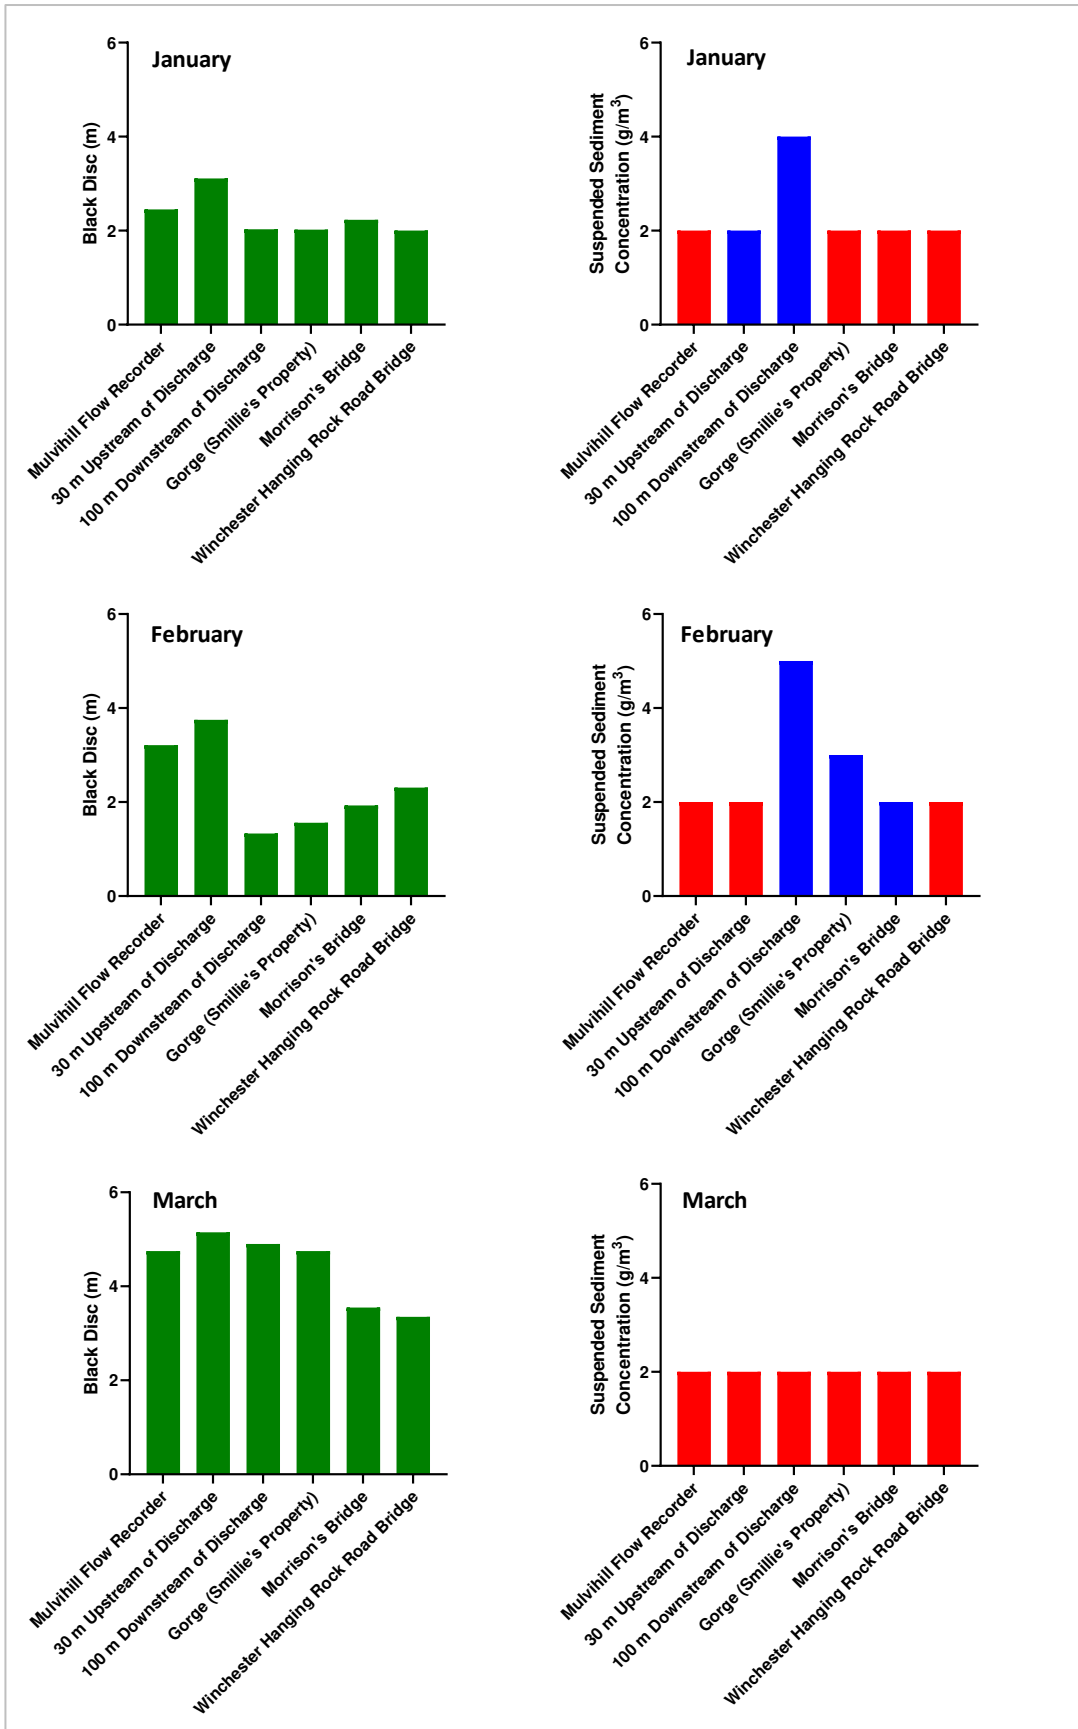 January
6
4
2
0
Black Disc (m)
Mulvihill Flow Recorder
30 m Upstream of Discharge
100 m Downstream of Discharge
Gorge (Smillie's Property)
Morrison's Bridge
Winchester Hanging Rock Road Bridge
January
6
4
2
0
Suspended Sediment
Concentration (g/m³)
Mulvihill Flow Recorder
30 m Upstream of Discharge
100 m Downstream of Discharge
Gorge (Smillie's Property)
Morrison's Bridge
Winchester Hanging Rock Road Bridge
February
6
4
2
0
Black Disc (m)
Mulvihill Flow Recorder
30 m Upstream of Discharge
100 m Downstream of Discharge
Gorge (Smillie's Property)
Morrison's Bridge
Winchester Hanging Rock Road Bridge
February
6
4
2
0
Suspended Sediment
Concentration (g/m³)
Mulvihill Flow Recorder
30 m Upstream of Discharge
100 m Downstream of Discharge
Gorge (Smillie's Property)
Morrison's Bridge
Winchester Hanging Rock Road Bridge
March
6
4
2
0
Black Disc (m)
Mulvihill Flow Recorder
30 m Upstream of Discharge
100 m Downstream of Discharge
Gorge (Smillie's Property)
Morrison's Bridge
Winchester Hanging Rock Road Bridge
March
6
4
2
0
Suspended Sediment
Concentration (g/m³)
Mulvihill Flow Recorder
30 m Upstream of Discharge
100 m Downstream of Discharge
Gorge (Smillie's Property)
Morrison's Bridge
Winchester Hanging Rock Road Bridge